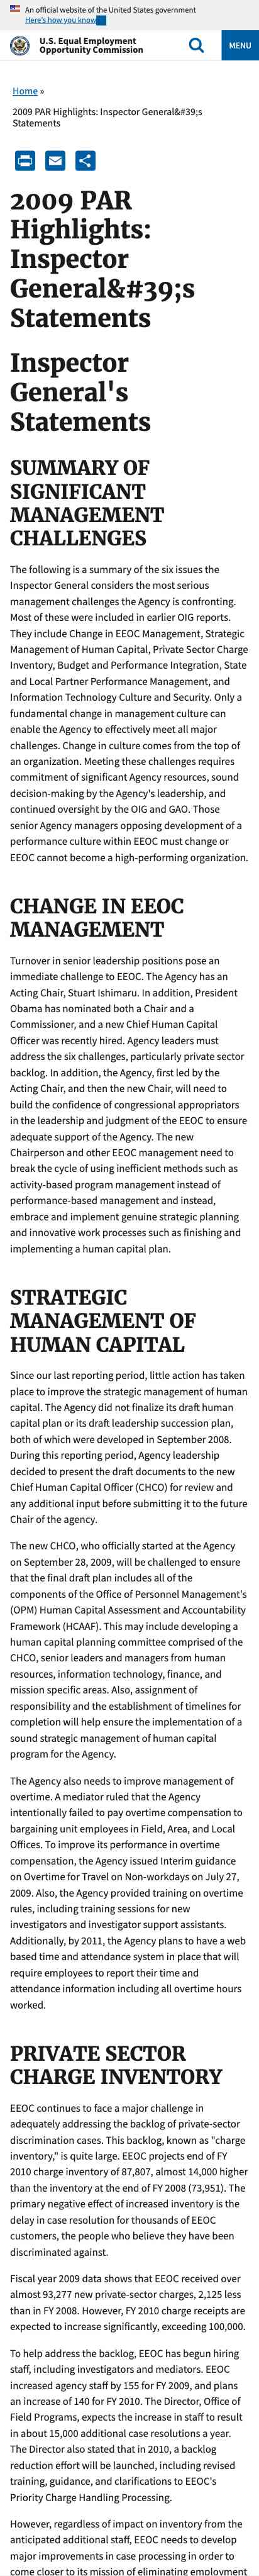 An official website of the United States government
Here's how you know
U.S. Equal Employment
Opportunity Commission
MENU
Home »
2009 PAR Highlights: Inspector General&#39;s
Statements
2009 PAR
Highlights:
Inspector
General&#39;s
Statements
Inspector
General's
Statements
SUMMARY OF
SIGNIFICANT
MANAGEMENT
CHALLENGES
The following is a summary of the six issues the
Inspector General considers the most serious
management challenges the Agency is confronting.
Most of these were included in earlier OIG reports.
They include Change in EEOC Management, Strategic
Management of Human Capital, Private Sector Charge
Inventory, Budget and Performance Integration, State
and Local Partner Performance Management, and
Information Technology Culture and Security. Only a
fundamental change in management culture can
enable the Agency to effectively meet all major
challenges. Change in culture comes from the top of
an organization. Meeting these challenges requires
commitment of significant Agency resources, sound
decision-making by the Agency's leadership, and
continued oversight by the OIG and GAO. Those
senior Agency managers opposing development of a
performance culture within EEOC must change or
EEOC cannot become a high-performing organization.
CHANGE IN EEOC
MANAGEMENT
Turnover in senior leadership positions pose an
immediate challenge to EEOC. The Agency has an
Acting Chair, Stuart Ishimaru. In addition, President
Obama has nominated both a Chair and a
Commissioner, and a new Chief Human Capital
Officer was recently hired. Agency leaders must
address the six challenges, particularly private sector
backlog. In addition, the Agency, first led by the
Acting Chair, and then the new Chair, will need to
build the confidence of congressional appropriators
in the leadership and judgment of the EEOC to ensure
adequate support of the Agency. The new
Chairperson and other EEOC management need to
break the cycle of using inefficient methods such as
activity-based program management instead of
performance-based management and instead,
embrace and implement genuine strategic planning
and innovative work processes such as finishing and
implementing a human capital plan.
STRATEGIC
MANAGEMENT OF
HUMAN CAPITAL
Since our last reporting period, little action has taken
place to improve the strategic management of human
capital. The Agency did not finalize its draft human
capital plan or its draft leadership succession plan,
both of which were developed in September 2008.
During this reporting period, Agency leadership
decided to present the draft documents to the new
Chief Human Capital Officer (CHCO) for review and
any additional input before submitting it to the future
Chair of the agency.
The new CHCO, who officially started at the Agency
on September 28, 2009, will be challenged to ensure
that the final draft plan includes all of the
components of the Office of Personnel Management's
(OPM) Human Capital Assessment and Accountability
Framework (HCAAF). This may include developing a
human capital planning committee comprised of the
CHCO, senior leaders and managers from human
resources, information technology, finance, and
mission specific areas. Also, assignment of
responsibility and the establishment of timelines for
completion will help ensure the implementation of a
sound strategic management of human capital
program for the Agency.
The Agency also needs to improve management of
overtime. A mediator ruled that the Agency
intentionally failed to pay overtime compensation to
bargaining unit employees in Field, Area, and Local
Offices. To improve its performance in overtime
compensation, the Agency issued Interim guidance
on Overtime for Travel on Non-workdays on July 27,
2009. Also, the Agency provided training on overtime
rules, including training sessions for new
investigators and investigator support assistants.
Additionally, by 2011, the Agency plans to have a web
based time and attendance system in place that will
require employees to report their time and
attendance information including all overtime hours
worked.
PRIVATE SECTOR
CHARGE INVENTORY
EEOC continues to face a major challenge in
adequately addressing the backlog of private-sector
discrimination cases. This backlog, known as "charge
inventory," is quite large. EEOC projects end of FY
2010 charge inventory of 87,807, almost 14,000 higher
than the inventory at the end of FY 2008 (73,951). The
primary negative effect of increased inventory is the
delay in case resolution for thousands of EEOC
customers, the people who believe they have been
discriminated against.
Fiscal year 2009 data shows that EEOC received over
almost 93,277 new private-sector charges, 2,125 less
than in FY 2008. However, FY 2010 charge receipts are
expected to increase significantly, exceeding 100,000.
To help address the backlog, EEOC has begun hiring
staff, including investigators and mediators. EEOC
increased agency staff by 155 for FY 2009, and plans
an increase of 140 for FY 2010. The Director, Office of
Field Programs, expects the increase in staff to result
in about 15,000 additional case resolutions a year.
The Director also stated that in 2010, a backlog
reduction effort will be launched, including revised
training, guidance, and clarifications to EEOC's
Priority Charge Handling Processing.
However, regardless of impact on inventory from the
anticipated additional staff, EEOC needs to develop
major improvements in case processing in order to
come closer to its mission of eliminating employment